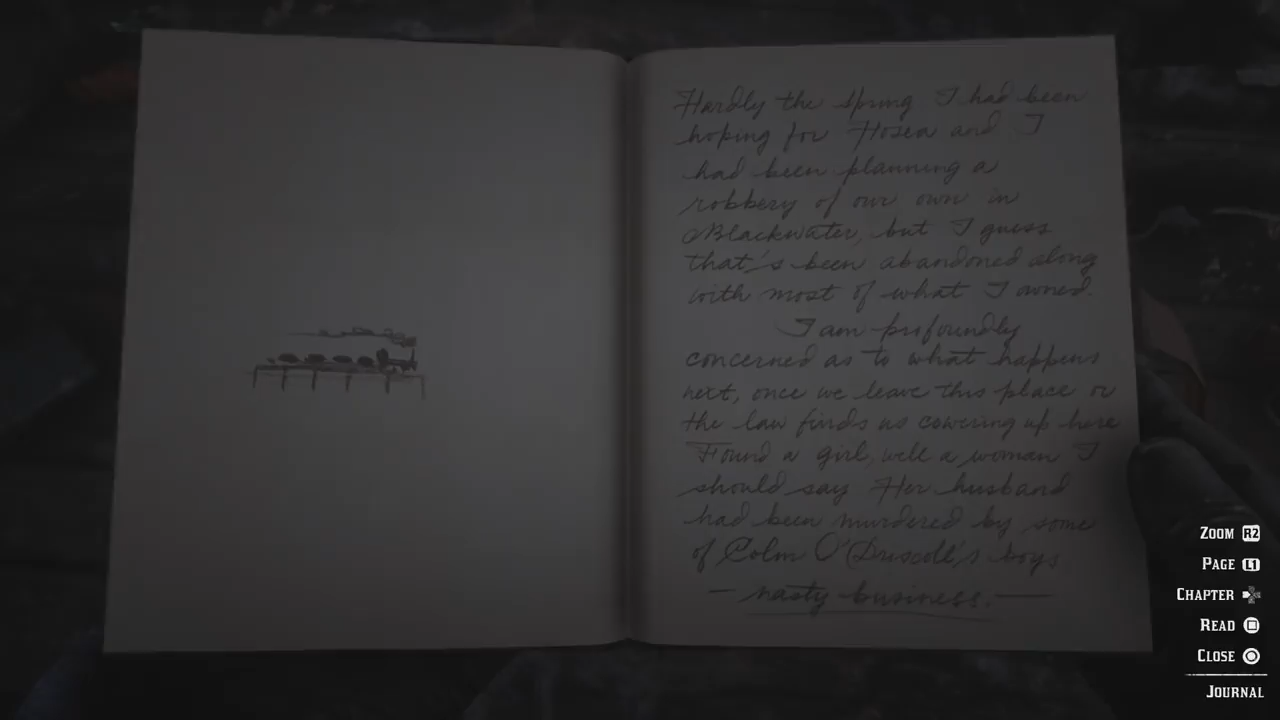 Hardly the spring I had been
hoping for Hosea and I
had been planning a
robbery of our own in
Blackwater, but I guess
that's been abandoned along
with most of what I owned.
I am profoundly
concerned as to what happens
next, once we leave this place or
the law finds us cowering up here
Found a girl, well a woman I
should say Her husband
had been murdered by some
of Colm O'Driscoll's boys
— nasty business. —
ZOOM R2
PAGE L1
CHAPTER
READ
CLOSE
JOURNAL